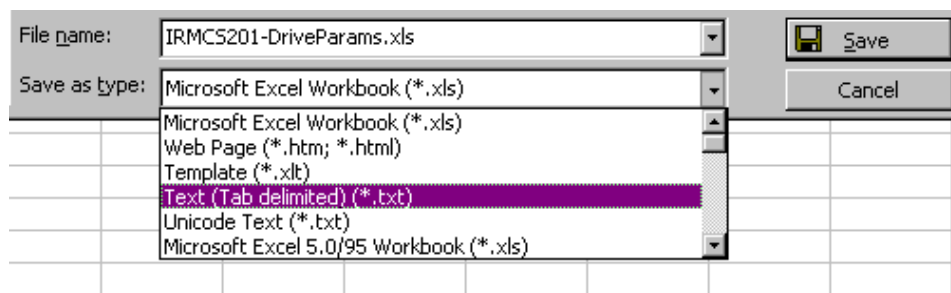 File name: IRMCS201-DriveParams.xls Save
Save as type: Microsoft Excel Workbook (*.xls) Cancel
Microsoft Excel Workbook (*.xls)
Web Page (*.htm; *.html)
Template (*.xlt)
Text (Tab delimited) (*.txt)
Unicode Text (*.txt)
Microsoft Excel 5.0/95 Workbook (*.xls)